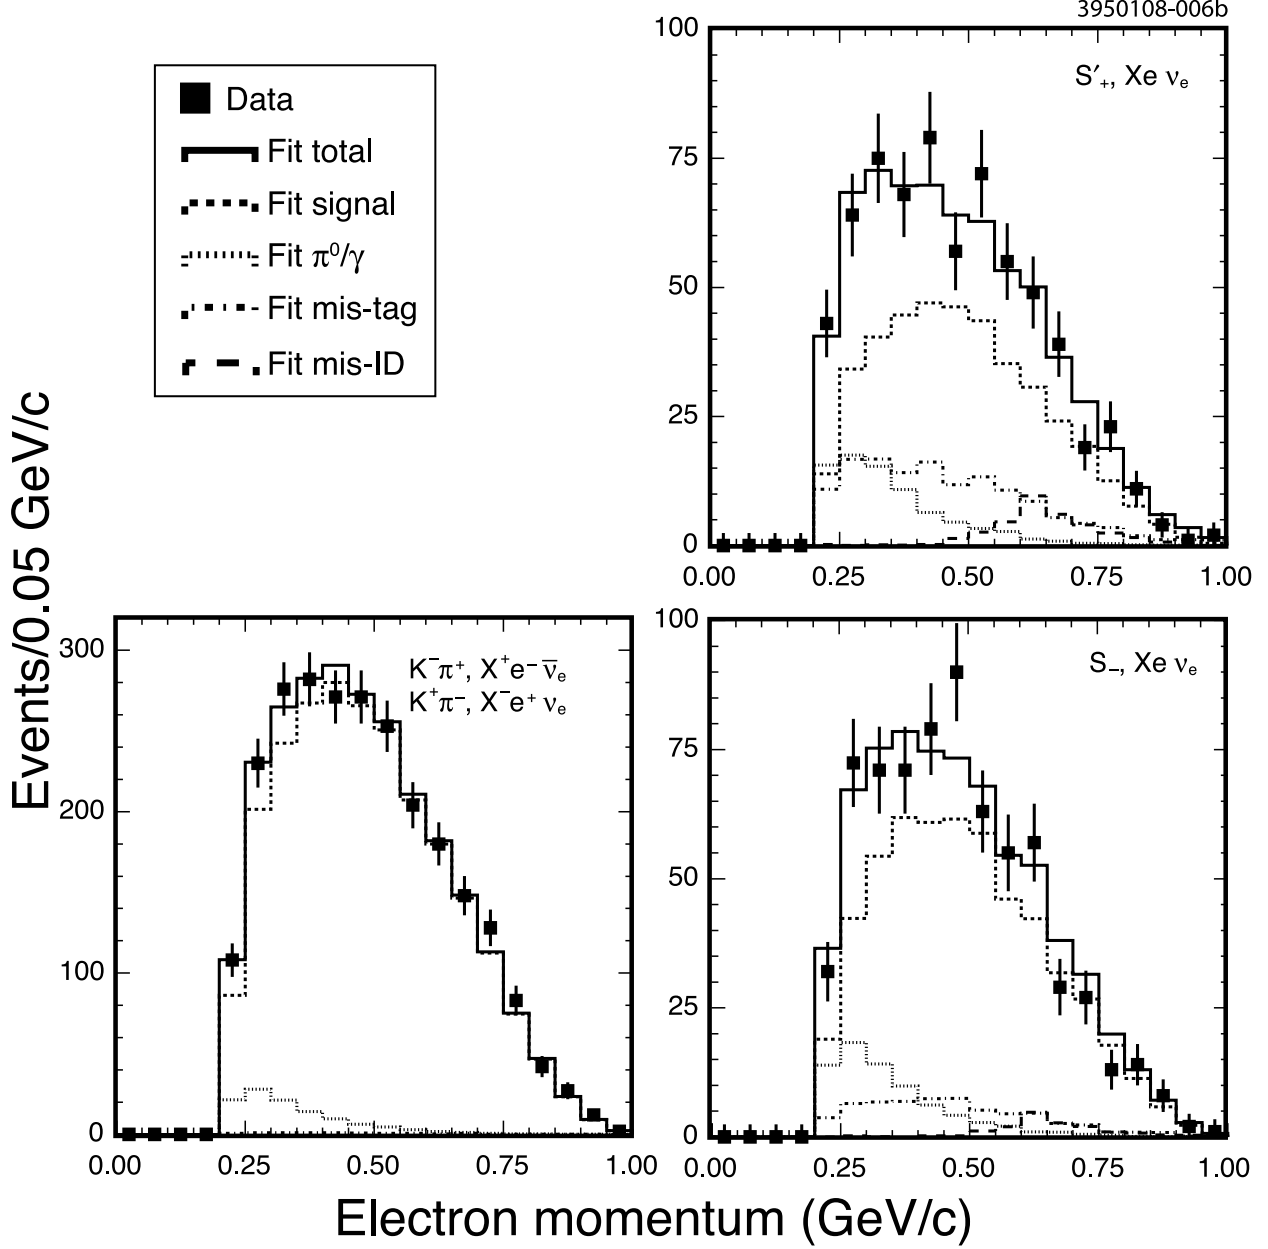 3950108-006b
Data
Fit total
Fit signal
Fit π⁰/γ
Fit mis-tag
Fit mis-ID
Events/0.05 GeV/c
100
75
50
25
0
S′₊, Xe νₑ
0.00 0.25 0.50 0.75 1.00
300
200
100
0
K⁻π⁺, X⁺e⁻ ν̅ₑ
K⁺π⁻, X⁻e⁺ νₑ
0.00 0.25 0.50 0.75 1.00
100
75
50
25
0
S₋, Xe νₑ
0.00 0.25 0.50 0.75 1.00
Electron momentum (GeV/c)